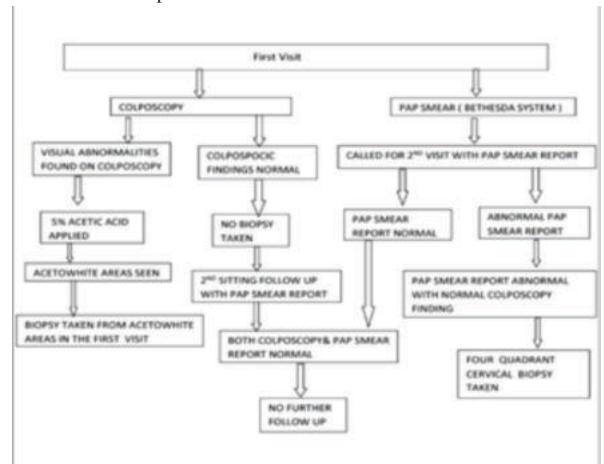 First Visit
COLPOSCOPY
PAP SMEAR ( BETHESDA SYSTEM )
VISUAL ABNORMALITIES
FOUND ON COLPOSCOPY
COLPOSPOCIC
FINDINGS NORMAL
CALLED FOR 2ND VISIT WITH PAP SMEAR REPORT
5% ACETIC ACID
APPLIED
NO BIOPSY
TAKEN
PAP SMEAR
REPORT NORMAL
ABNORMAL PAP
SMEAR REPORT
ACETOWHITE AREAS SEEN
2ND SITTING FOLLOW UP
WITH PAP SMEAR REPORT
PAP SMEAR REPORT ABNORMAL
WITH NORMAL COLPOSCOPY
FINDING
BIOPSY TAKEN FROM ACETOWHITE
AREAS IN THE FIRST VISIT
BOTH COLPOSCOPY& PAP SMEAR
REPORT NORMAL
FOUR QUADRANT
CERVICAL BIOPSY
TAKEN
NO FURTHER
FOLLOW UP